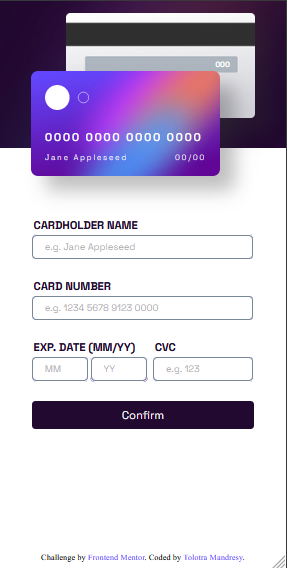 000
0000 0000 0000 0000
Jane Appleseed 00/00
CARDHOLDER NAME
e.g. Jane Appleseed
CARD NUMBER
e.g. 1234 5678 9123 0000
EXP. DATE (MM/YY) CVC
MM YY e.g. 123
Confirm
Challenge by Frontend Mentor. Coded by Tolotra Mandresy.